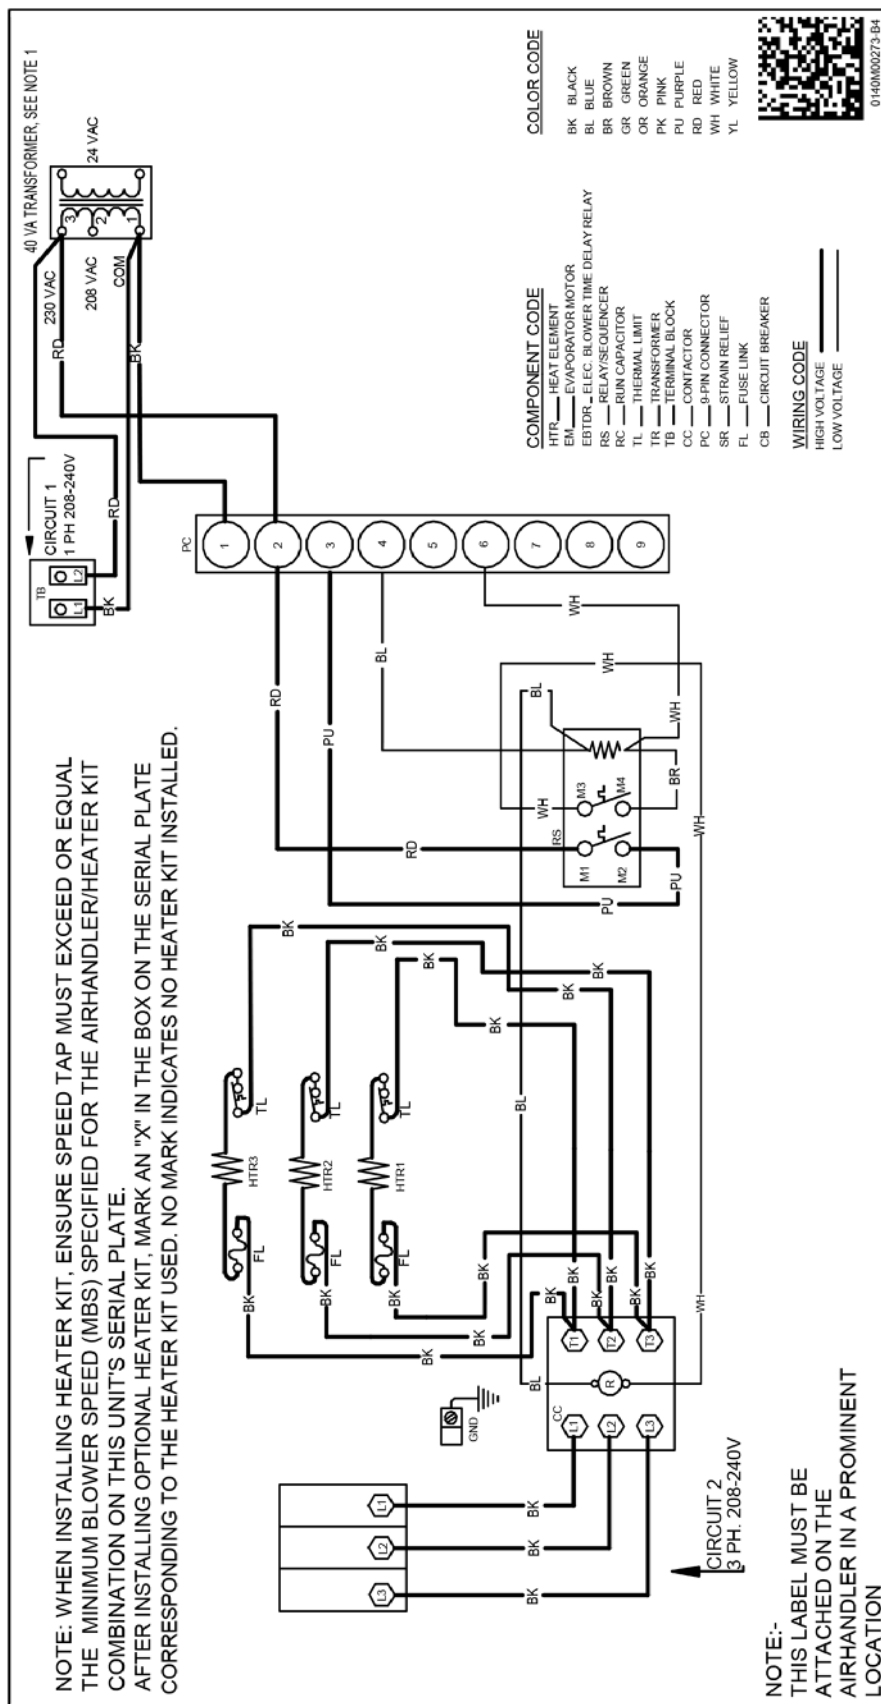 NOTE: WHEN INSTALLING HEATER KIT, ENSURE SPEED TAP MUST EXCEED OR EQUAL
THE MINIMUM BLOWER SPEED (MBS) SPECIFIED FOR THE AIRHANDLER/HEATER KIT
COMBINATION ON THIS UNIT'S SERIAL PLATE.
AFTER INSTALLING OPTIONAL HEATER KIT, MARK AN "X" IN THE BOX ON THE SERIAL PLATE
CORRESPONDING TO THE HEATER KIT USED. NO MARK INDICATES NO HEATER KIT INSTALLED.
TB
L1
L2
CIRCUIT 1
1 PH 208-240V
BK
RD
40 VA TRANSFORMER, SEE NOTE 1
230 VAC
208 VAC
COM
3
2
1
24 VAC
RD
BK
PC
1
2
3
4
5
6
7
8
9
RD
PU
BL
WH
RD
PU
PU
RS
M1
M2
M3
M4
WH
BL
WH
WH
BR
WH
BL
WH
HTR3
TL
FL
BK
BK
HTR2
TL
FL
BK
BK
HTR1
TL
FL
BK
BK
BK
BK
BK
BK
BK
BK
BK
BK
BK
BK
BK
BK
GND
CC
L1
L2
L3
R
T1
T2
T3
BL
WH
L1
L2
L3
BK
BK
BK
CIRCUIT 2
3 PH. 208-240V
COMPONENT CODE
HTR HEAT ELEMENT
EM EVAPORATOR MOTOR
EBTDR ELEC. BLOWER TIME DELAY RELAY
RS RELAY/SEQUENCER
RC RUN CAPACITOR
TL THERMAL LIMIT
TR TRANSFORMER
TB TERMINAL BLOCK
CC CONTACTOR
PC 9-PIN CONNECTOR
SR STRAIN RELIEF
FL FUSE LINK
CB CIRCUIT BREAKER
WIRING CODE
HIGH VOLTAGE
LOW VOLTAGE
COLOR CODE
BK BLACK
BL BLUE
BR BROWN
GR GREEN
OR ORANGE
PK PINK
PU PURPLE
RD RED
WH WHITE
YL YELLOW
0140M00273-B4
NOTE:-
THIS LABEL MUST BE
ATTACHED ON THE
AIRHANDLER IN A PROMINENT
LOCATION